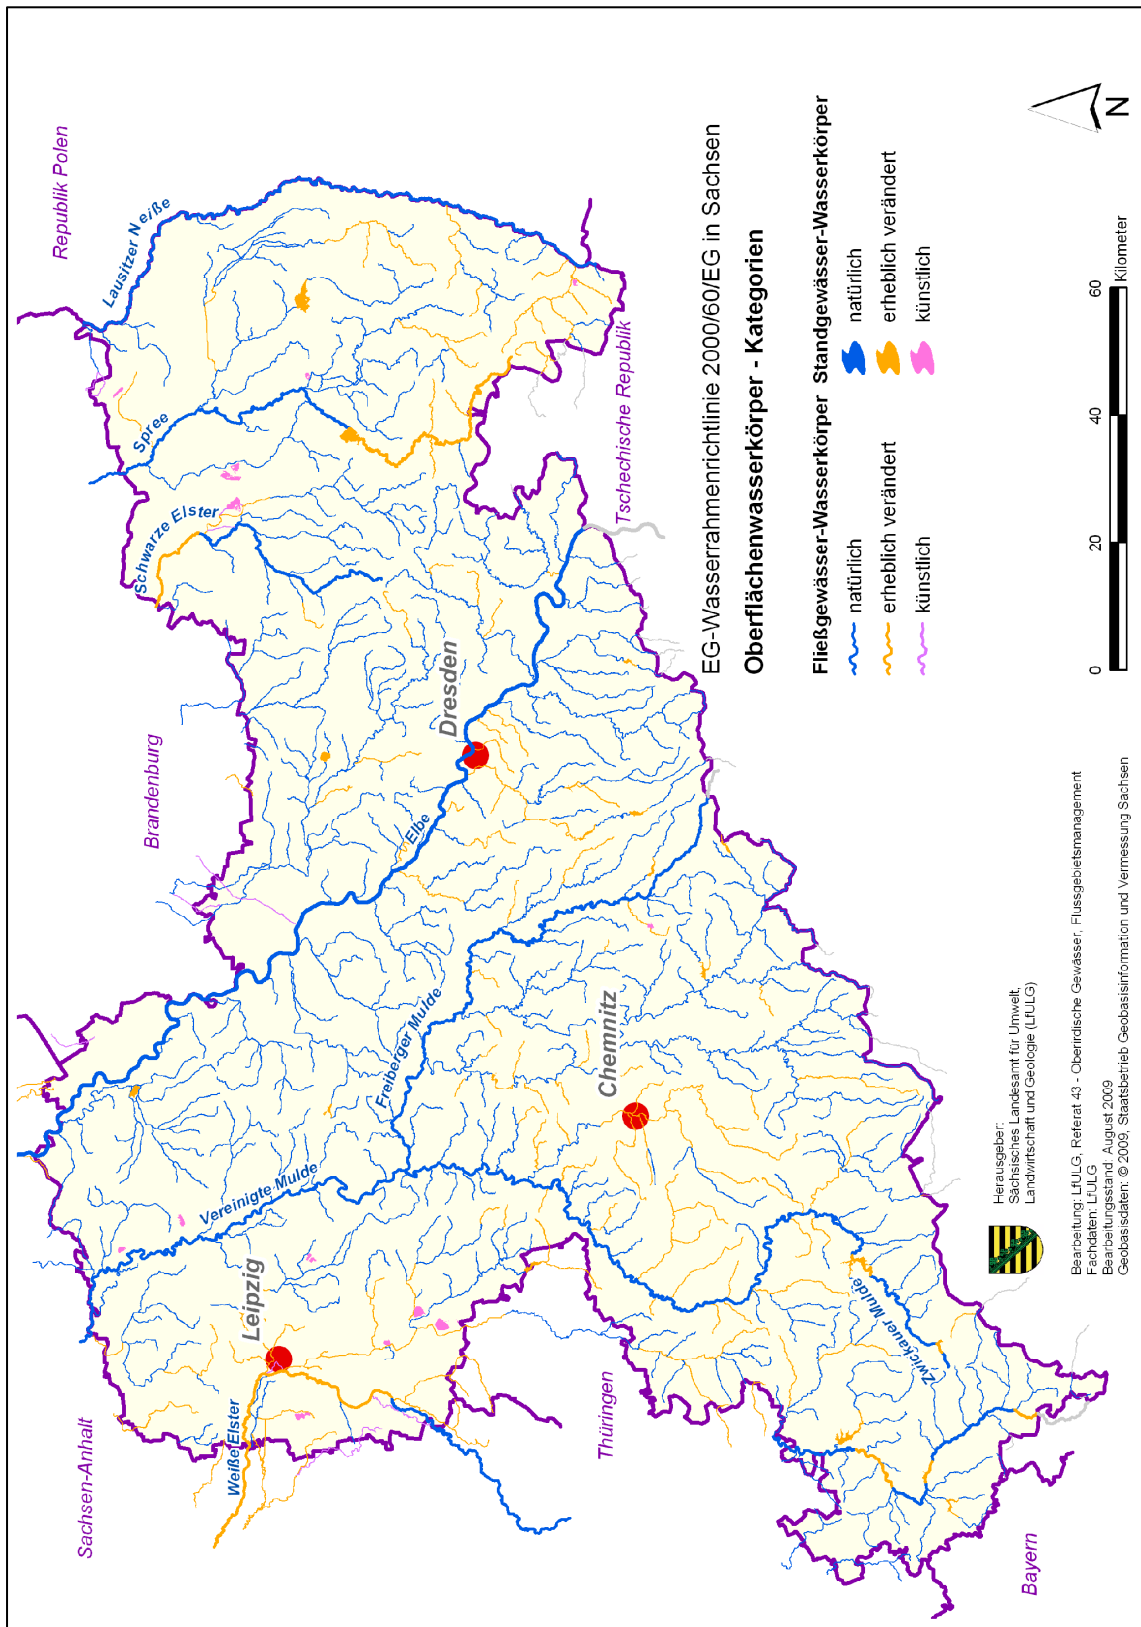 Republik Polen
Lausitzer Neiße
Spree
Schwarze Elster
Tschechische Republik
Brandenburg
Dresden
Elbe
Freiberger Mulde
Chemnitz
Vereinigte Mulde
Leipzig
Weiße Elster
Sachsen-Anhalt
Thüringen
Zwickauer Mulde
Bayern
EG-Wasserrahmenrichtlinie 2000/60/EG in Sachsen
Oberflächenwasserkörper - Kategorien
Fließgewässer-Wasserkörper
natürlich
erheblich verändert
künstlich
Standgewässer-Wasserkörper
natürlich
erheblich verändert
künstlich
N
0 20 40 60
Kilometer
Herausgeber:
Sächsisches Landesamt für Umwelt,
Landwirtschaft und Geologie (LfULG)
Bearbeitung: LfULG, Referat 43 - Oberirdische Gewässer, Flussgebietsmanagement
Fachdaten: LfULG
Bearbeitungsstand: August 2009
Geobasisdaten: © 2009, Staatsbetrieb Geobasisinformation und Vermessung Sachsen